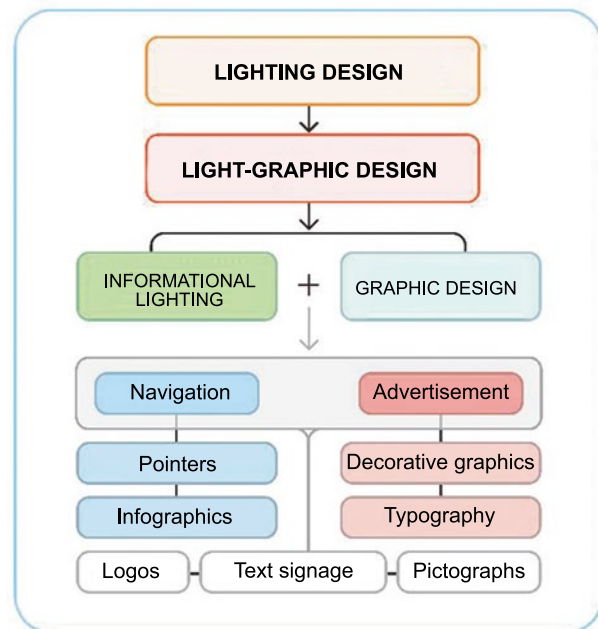 LIGHTING DESIGN
LIGHT-GRAPHIC DESIGN
INFORMATIONAL
LIGHTING
+
GRAPHIC DESIGN
Navigation
Advertisement
Pointers
Decorative graphics
Infographics
Typography
Logos
Text signage
Pictographs